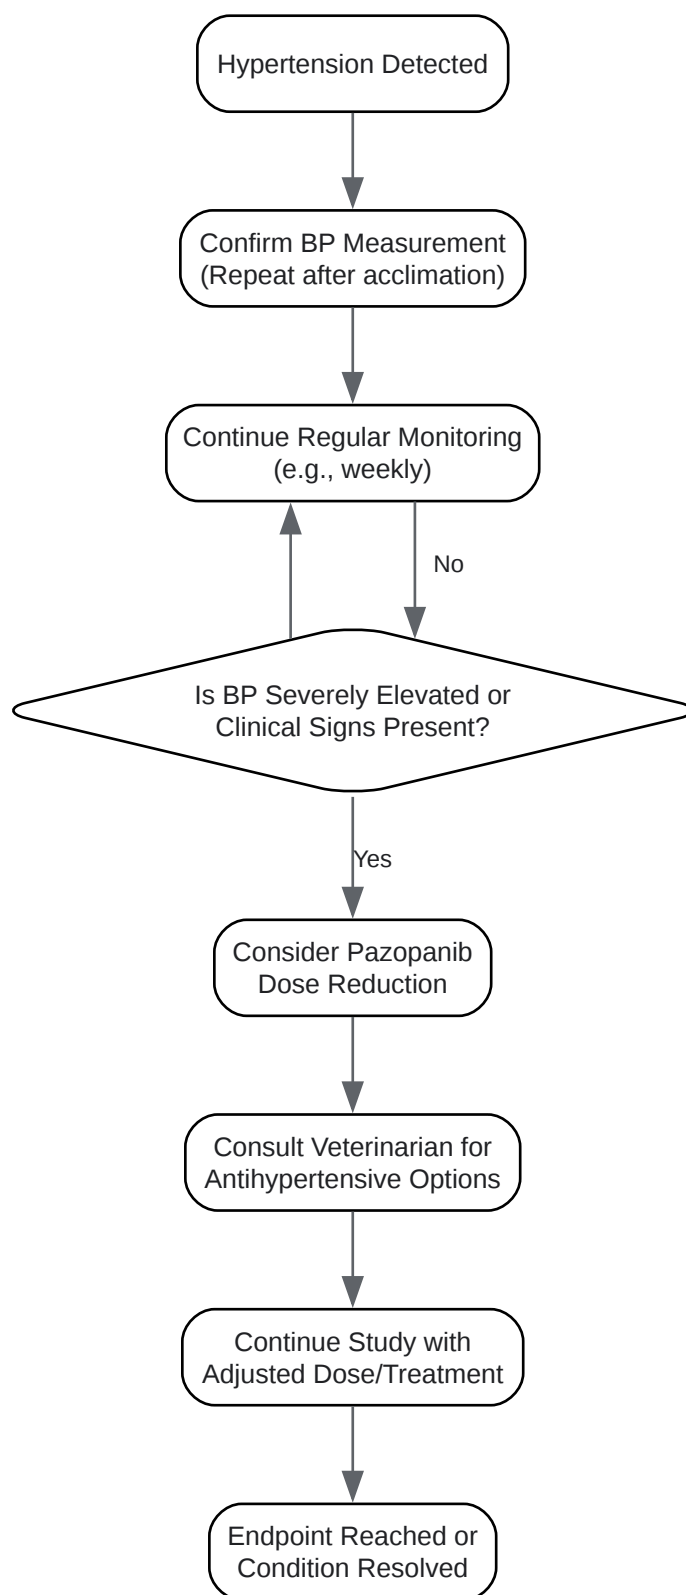 Hypertension Detected
Confirm BP Measurement
(Repeat after acclimation)
Continue Regular Monitoring
(e.g., weekly)
No
Is BP Severely Elevated or
Clinical Signs Present?
Yes
Consider Pazopanib
Dose Reduction
Consult Veterinarian for
Antihypertensive Options
Continue Study with
Adjusted Dose/Treatment
Endpoint Reached or
Condition Resolved